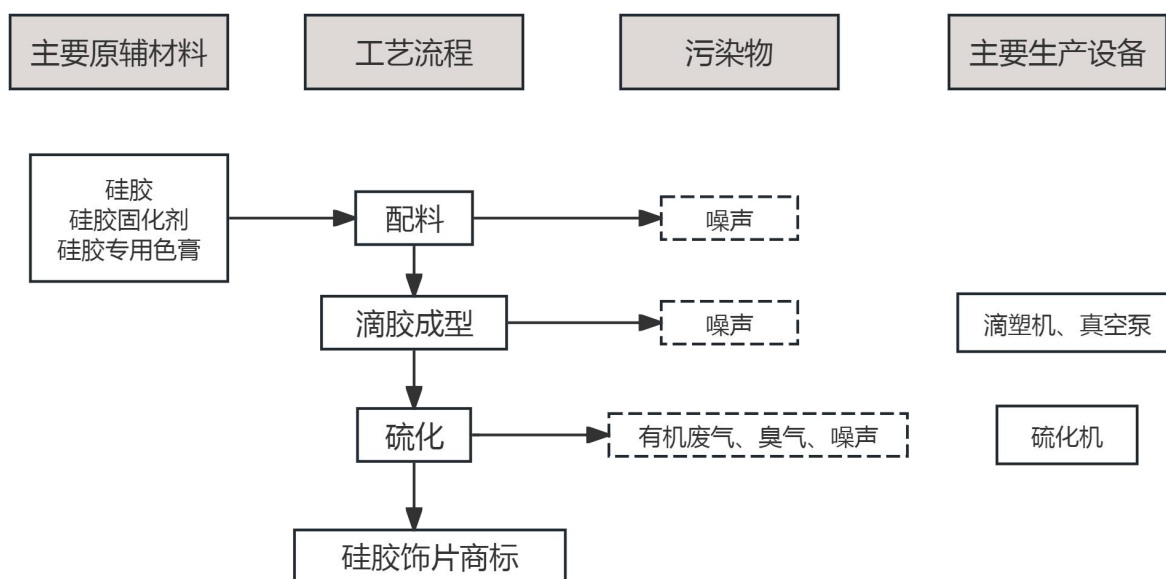 主要原辅材料
工艺流程
污染物
主要生产设备
硅胶
硅胶固化剂
硅胶专用色膏
配料
噪声
滴胶成型
噪声
滴塑机、真空泵
硫化
有机废气、臭气、噪声
硫化机
硅胶饰片商标